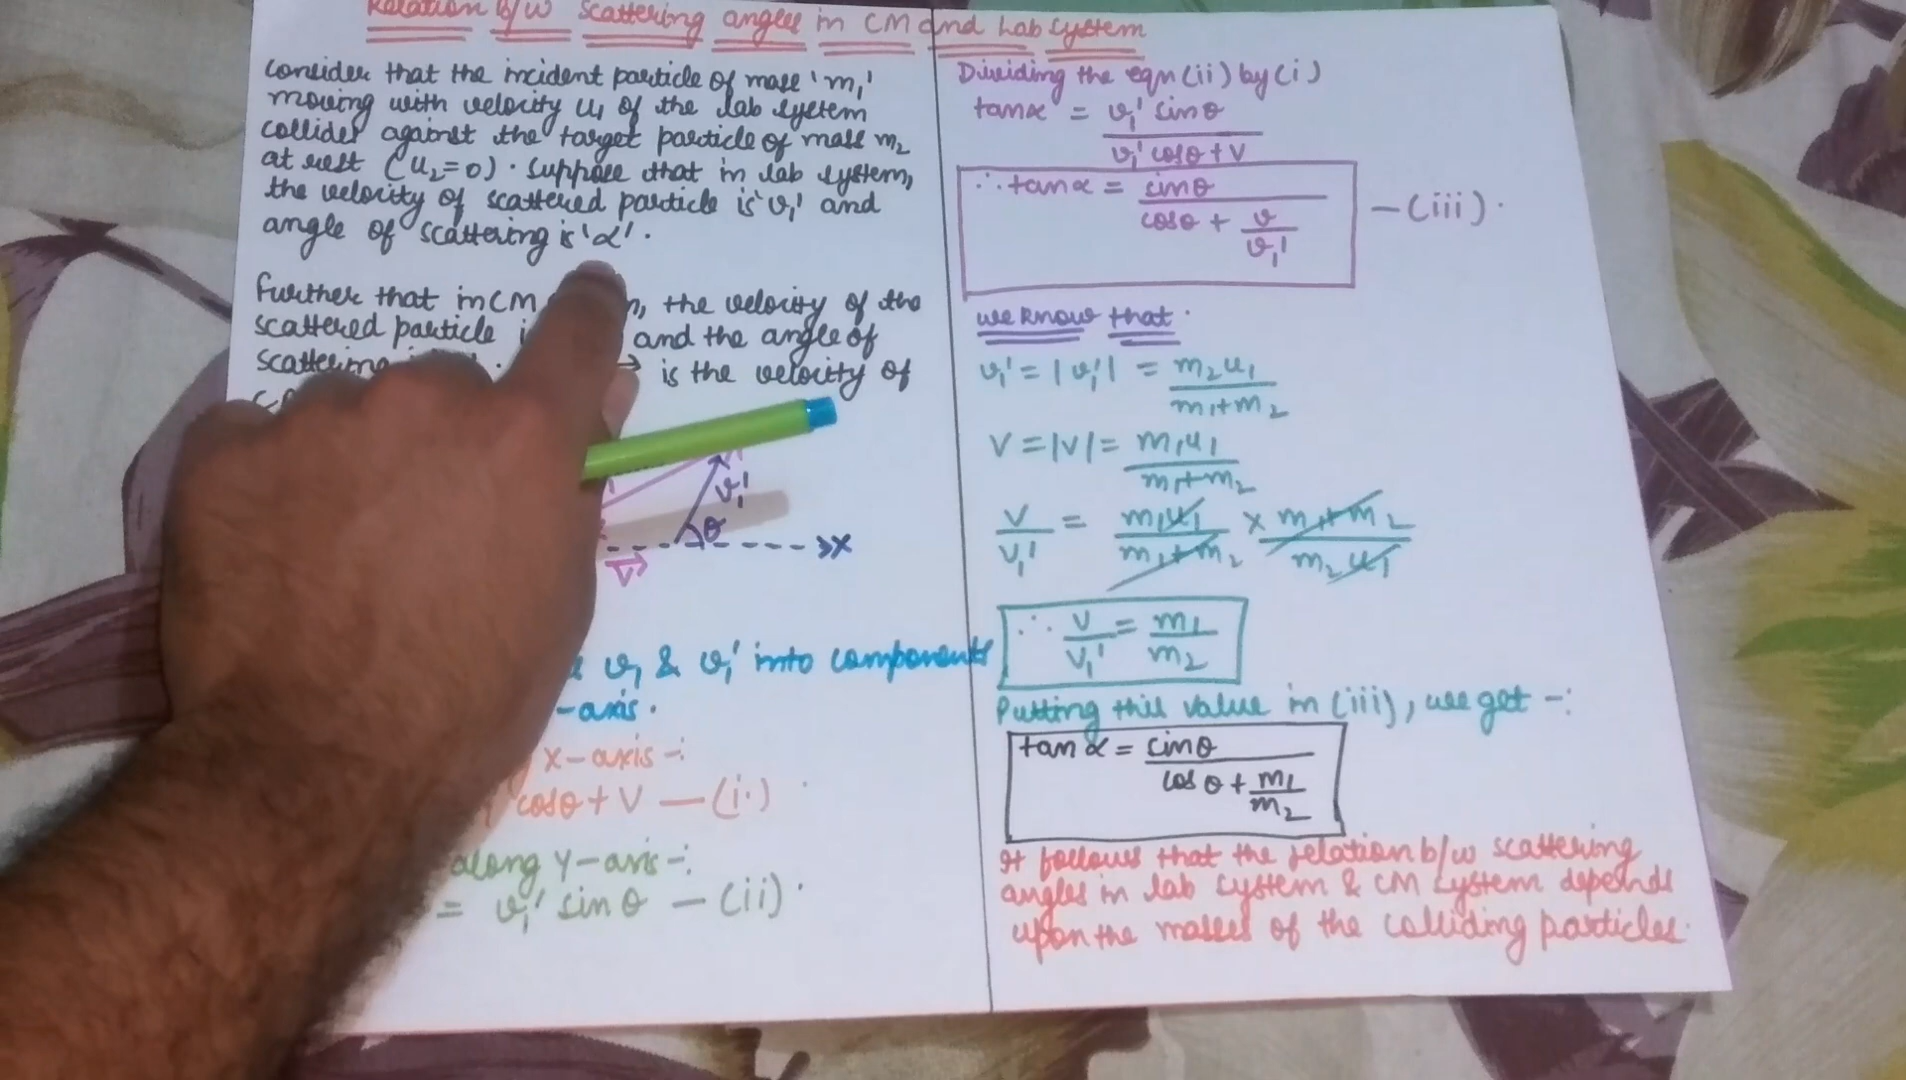 Relation b/w scattering angles in CM and Lab system
Consider that the incident particle of mass 'm₁'
moving with velocity u₁ of the lab system
collides against the target particle of mass m₂
at rest (u₂=0). Suppose that in lab system,
the velocity of scattered particle is v₁' and
angle of scattering is 'α'.
Further that in CM the velocity of the
scattered particle and the angle of
scattering is the velocity of
v₁'
θ
X
V
v₁ & v₁' into components
-axis.
X-axis -:
cosθ + V — (i.)
along Y-axis -:
= v₁' sinθ — (ii).
Dividing the eqn (ii) by (i)
tanα = v₁' sinθ / v₁' cosθ + V
∴ tanα = sinθ / cosθ + v/v₁' — (iii).
We know that.
v₁' = |v₁'| = m₂u₁ / m₁+m₂
V = |V| = m₁u₁ / m₁+m₂
V/V₁' = m₁u₁ / m₁+m₂ × m₁+m₂ / m₂u₁
∴ V/V₁' = m₁/m₂
Putting this value in (iii), we get -:
tanα = sinθ / cosθ + m₁/m₂
It follows that the relation b/w scattering
angles in lab system & CM system depends
upon the masses of the colliding particles.